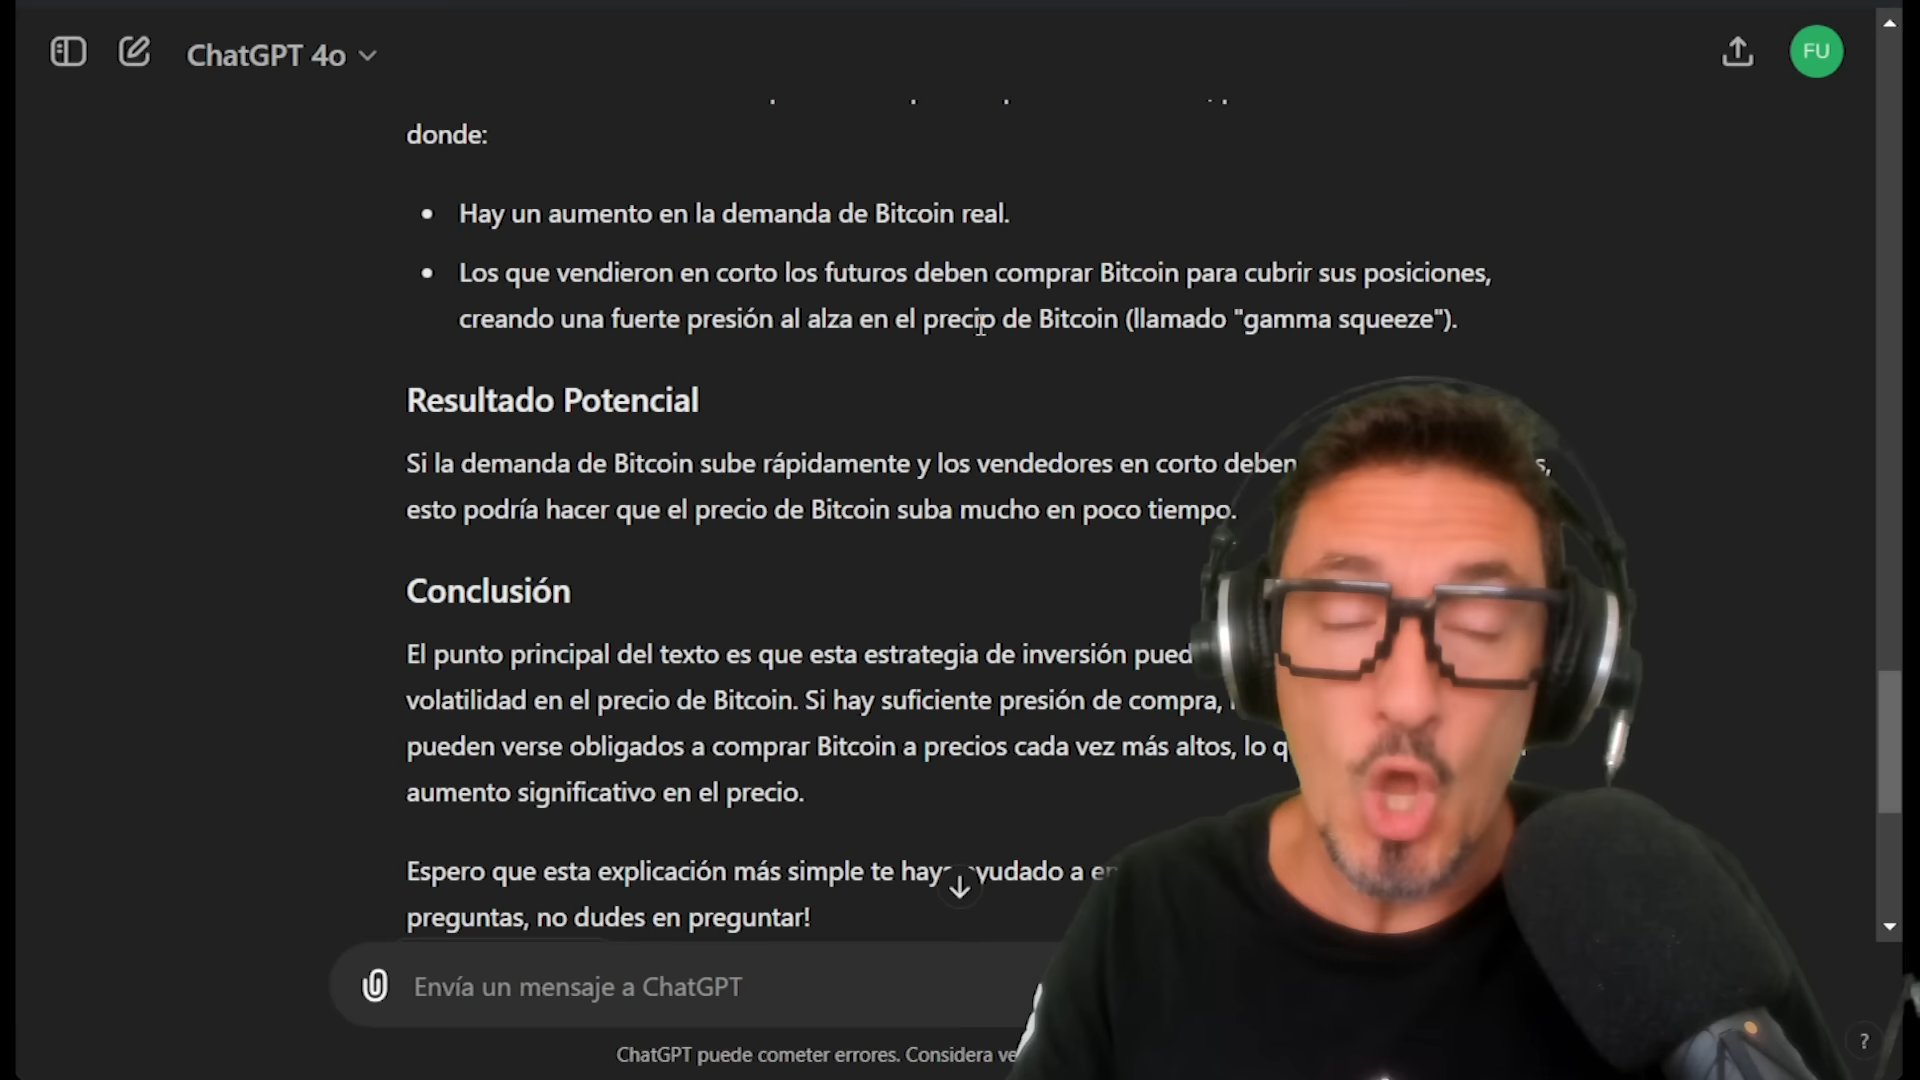 ChatGPT 4o
FU
donde:
Hay un aumento en la demanda de Bitcoin real.
Los que vendieron en corto los futuros deben comprar Bitcoin para cubrir sus posiciones,
creando una fuerte presión al alza en el precio de Bitcoin (llamado "gamma squeeze").
Resultado Potencial
Si la demanda de Bitcoin sube rápidamente y los vendedores en corto deben
esto podría hacer que el precio de Bitcoin suba mucho en poco tiempo.
Conclusión
El punto principal del texto es que esta estrategia de inversión
volatilidad en el precio de Bitcoin. Si hay suficiente presión de compra,
pueden verse obligados a comprar Bitcoin a precios cada vez más altos,
aumento significativo en el precio.
Espero que esta explicación más simple te haya ayudado a
preguntas, no dudes en preguntar!
Envía un mensaje a ChatGPT
ChatGPT puede cometer errores. Considera
?